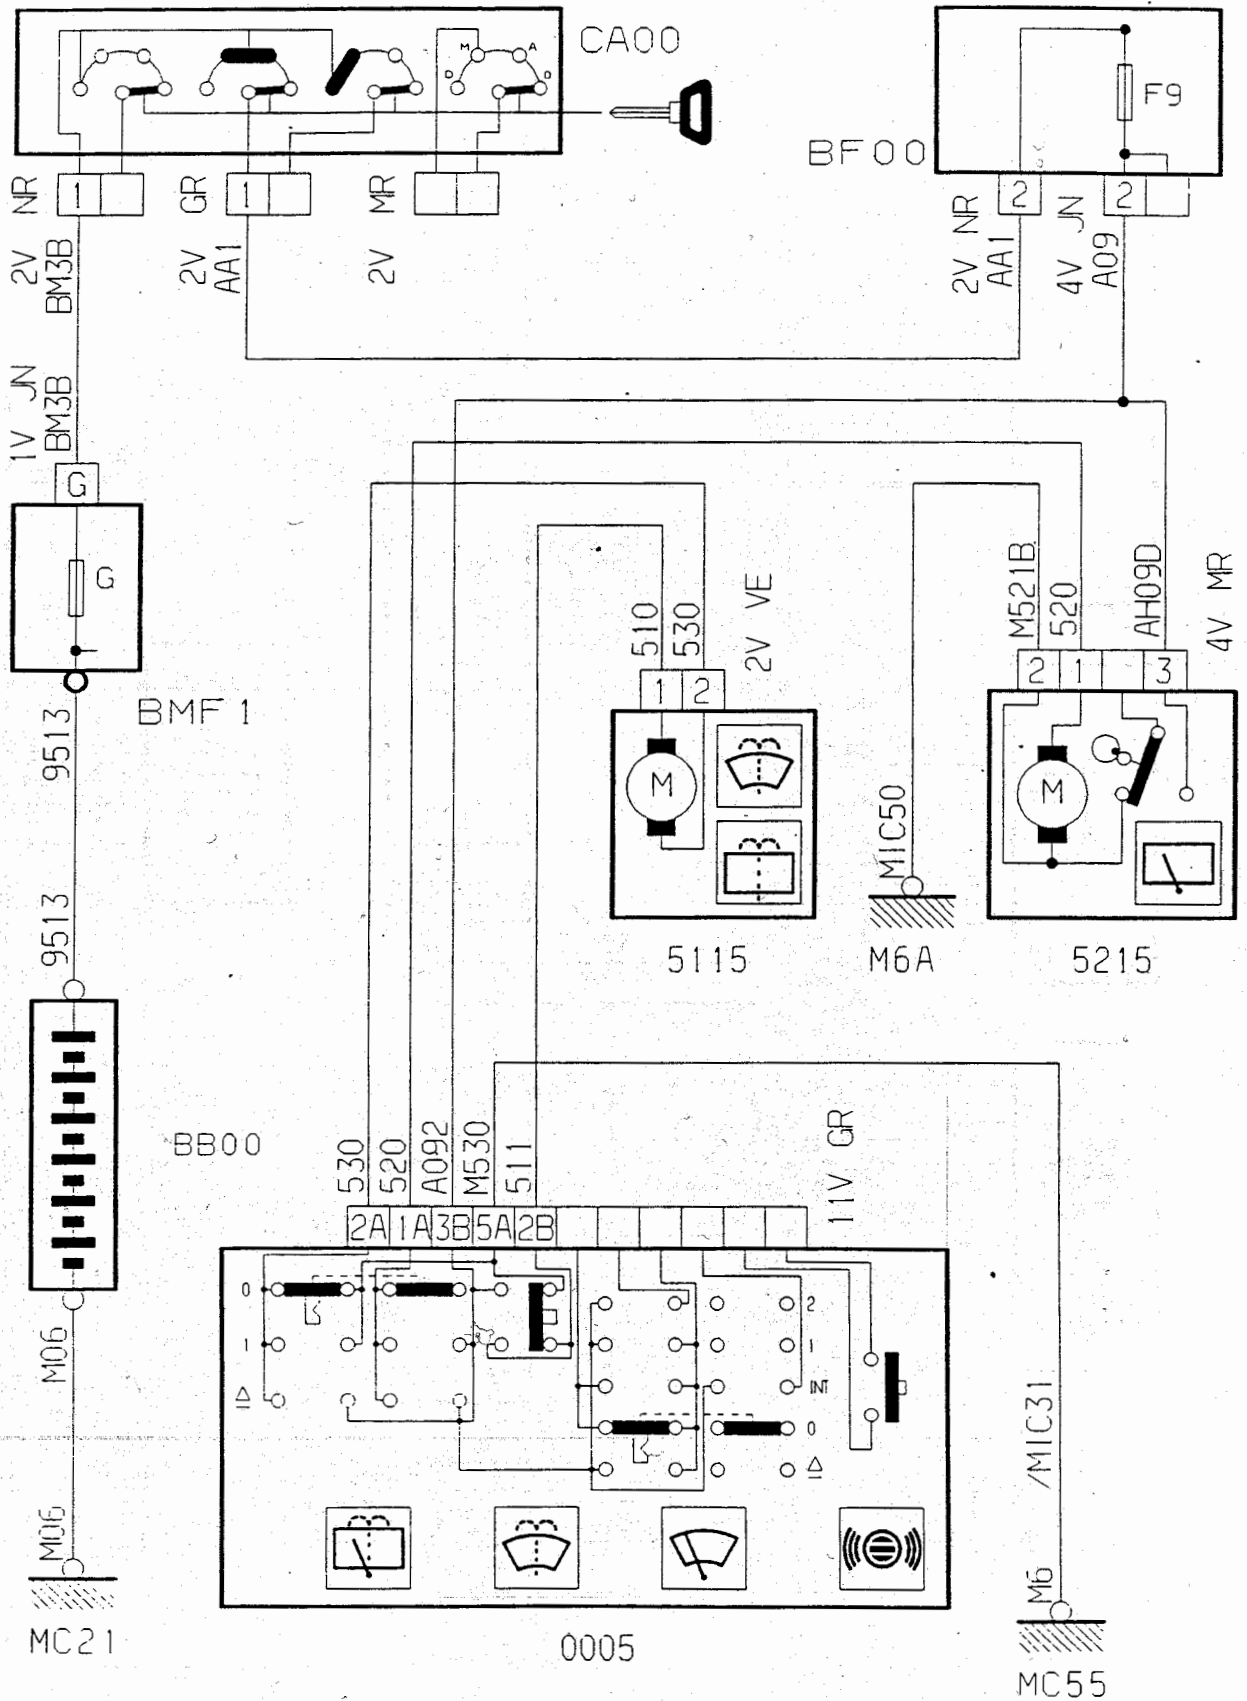 CA00
M A
D D
F9
BF00
1
1
2
2
NR
GR
MR
2V NR
4V JN
2V
BM3B
2V
AA1
2V
AA1
A09
1V JN
BM3B
G
G
BMF1
9513
9513
510
530
2V VE
1 2
M
5115
M521B
520
AH09D
4V MR
2 1 3
M
MIC50
M6A
5215
BB00
530
520
A092
M530
511
11V GR
2A 1A 3B 5A 2B
0
1
2
1
INT
0
M06
M06
MC21
0005
/MIC31
M6
MC55